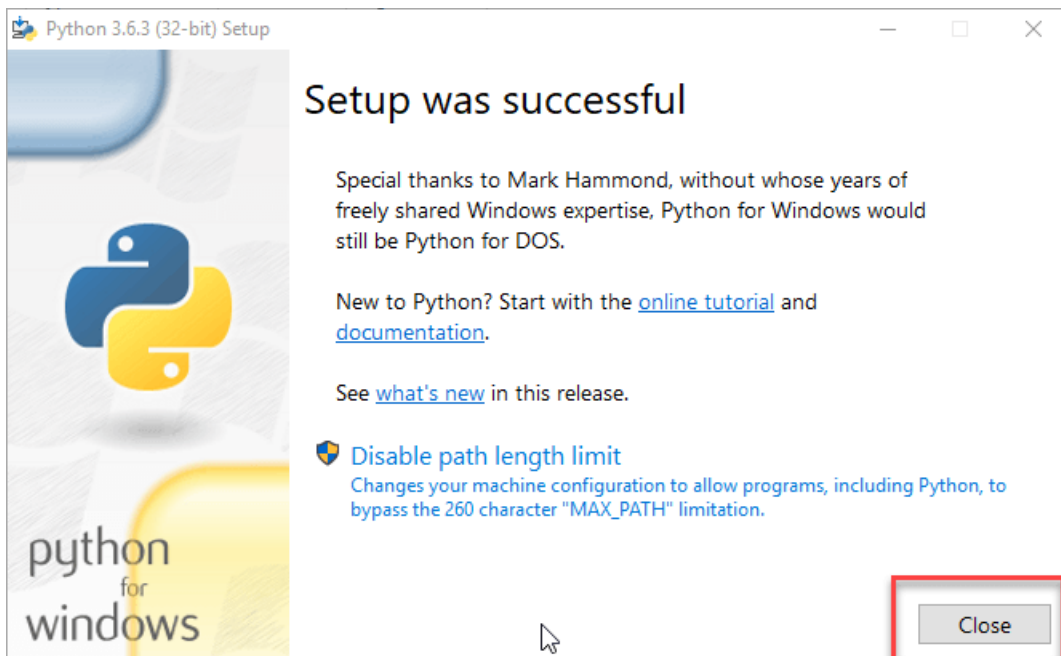 Python 3.6.3 (32-bit) Setup
Setup was successful
Special thanks to Mark Hammond, without whose years of
freely shared Windows expertise, Python for Windows would
still be Python for DOS.
New to Python? Start with the online tutorial and
documentation.
See what's new in this release.
Disable path length limit
Changes your machine configuration to allow programs, including Python, to
bypass the 260 character "MAX_PATH" limitation.
python
for
windows
Close